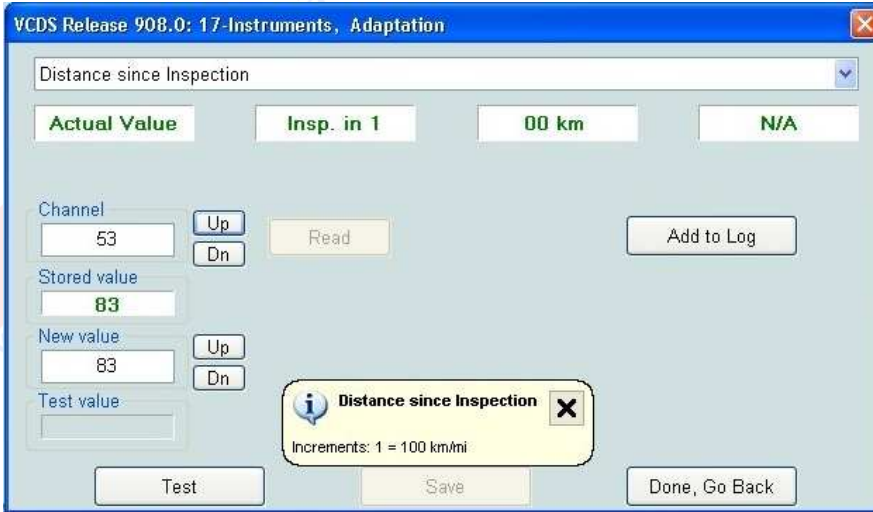 VCDS Release 908.0: 17-Instruments, Adaptation
Distance since Inspection
Actual Value Insp. in 1 00 km N/A
Channel
53 Up Read Add to Log
Dn
Stored value
83
New value
83 Up
Dn
Test value
Distance since Inspection
Increments: 1 = 100 km/mi
Test Save Done, Go Back